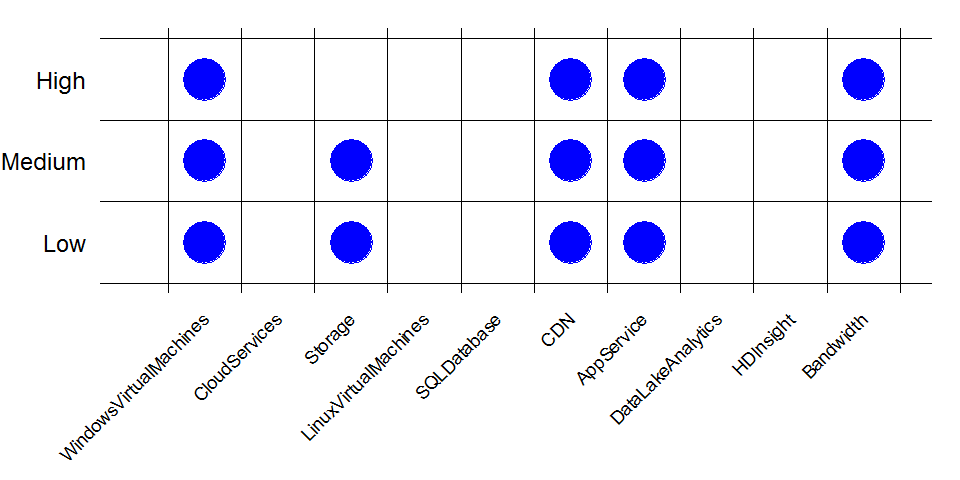 High
Medium
Low
WindowsVirtualMachines
CloudServices
Storage
LinuxVirtualMachines
SQLDatabase
CDN
AppService
DataLakeAnalytics
HDInsight
Bandwidth